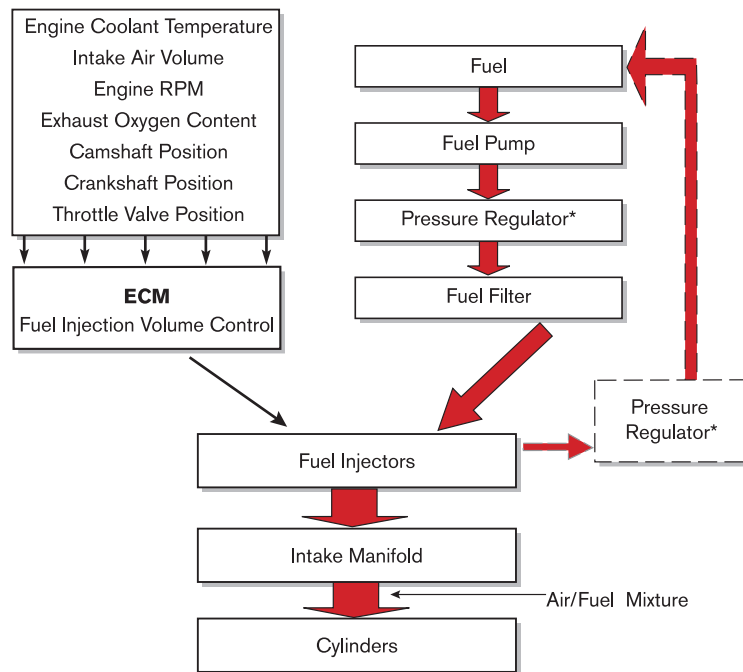 Engine Coolant Temperature
Intake Air Volume
Engine RPM
Exhaust Oxygen Content
Camshaft Position
Crankshaft Position
Throttle Valve Position
ECM
Fuel Injection Volume Control
Fuel
Fuel Pump
Pressure Regulator*
Fuel Filter
Pressure
Regulator*
Fuel Injectors
Intake Manifold
Air/Fuel Mixture
Cylinders